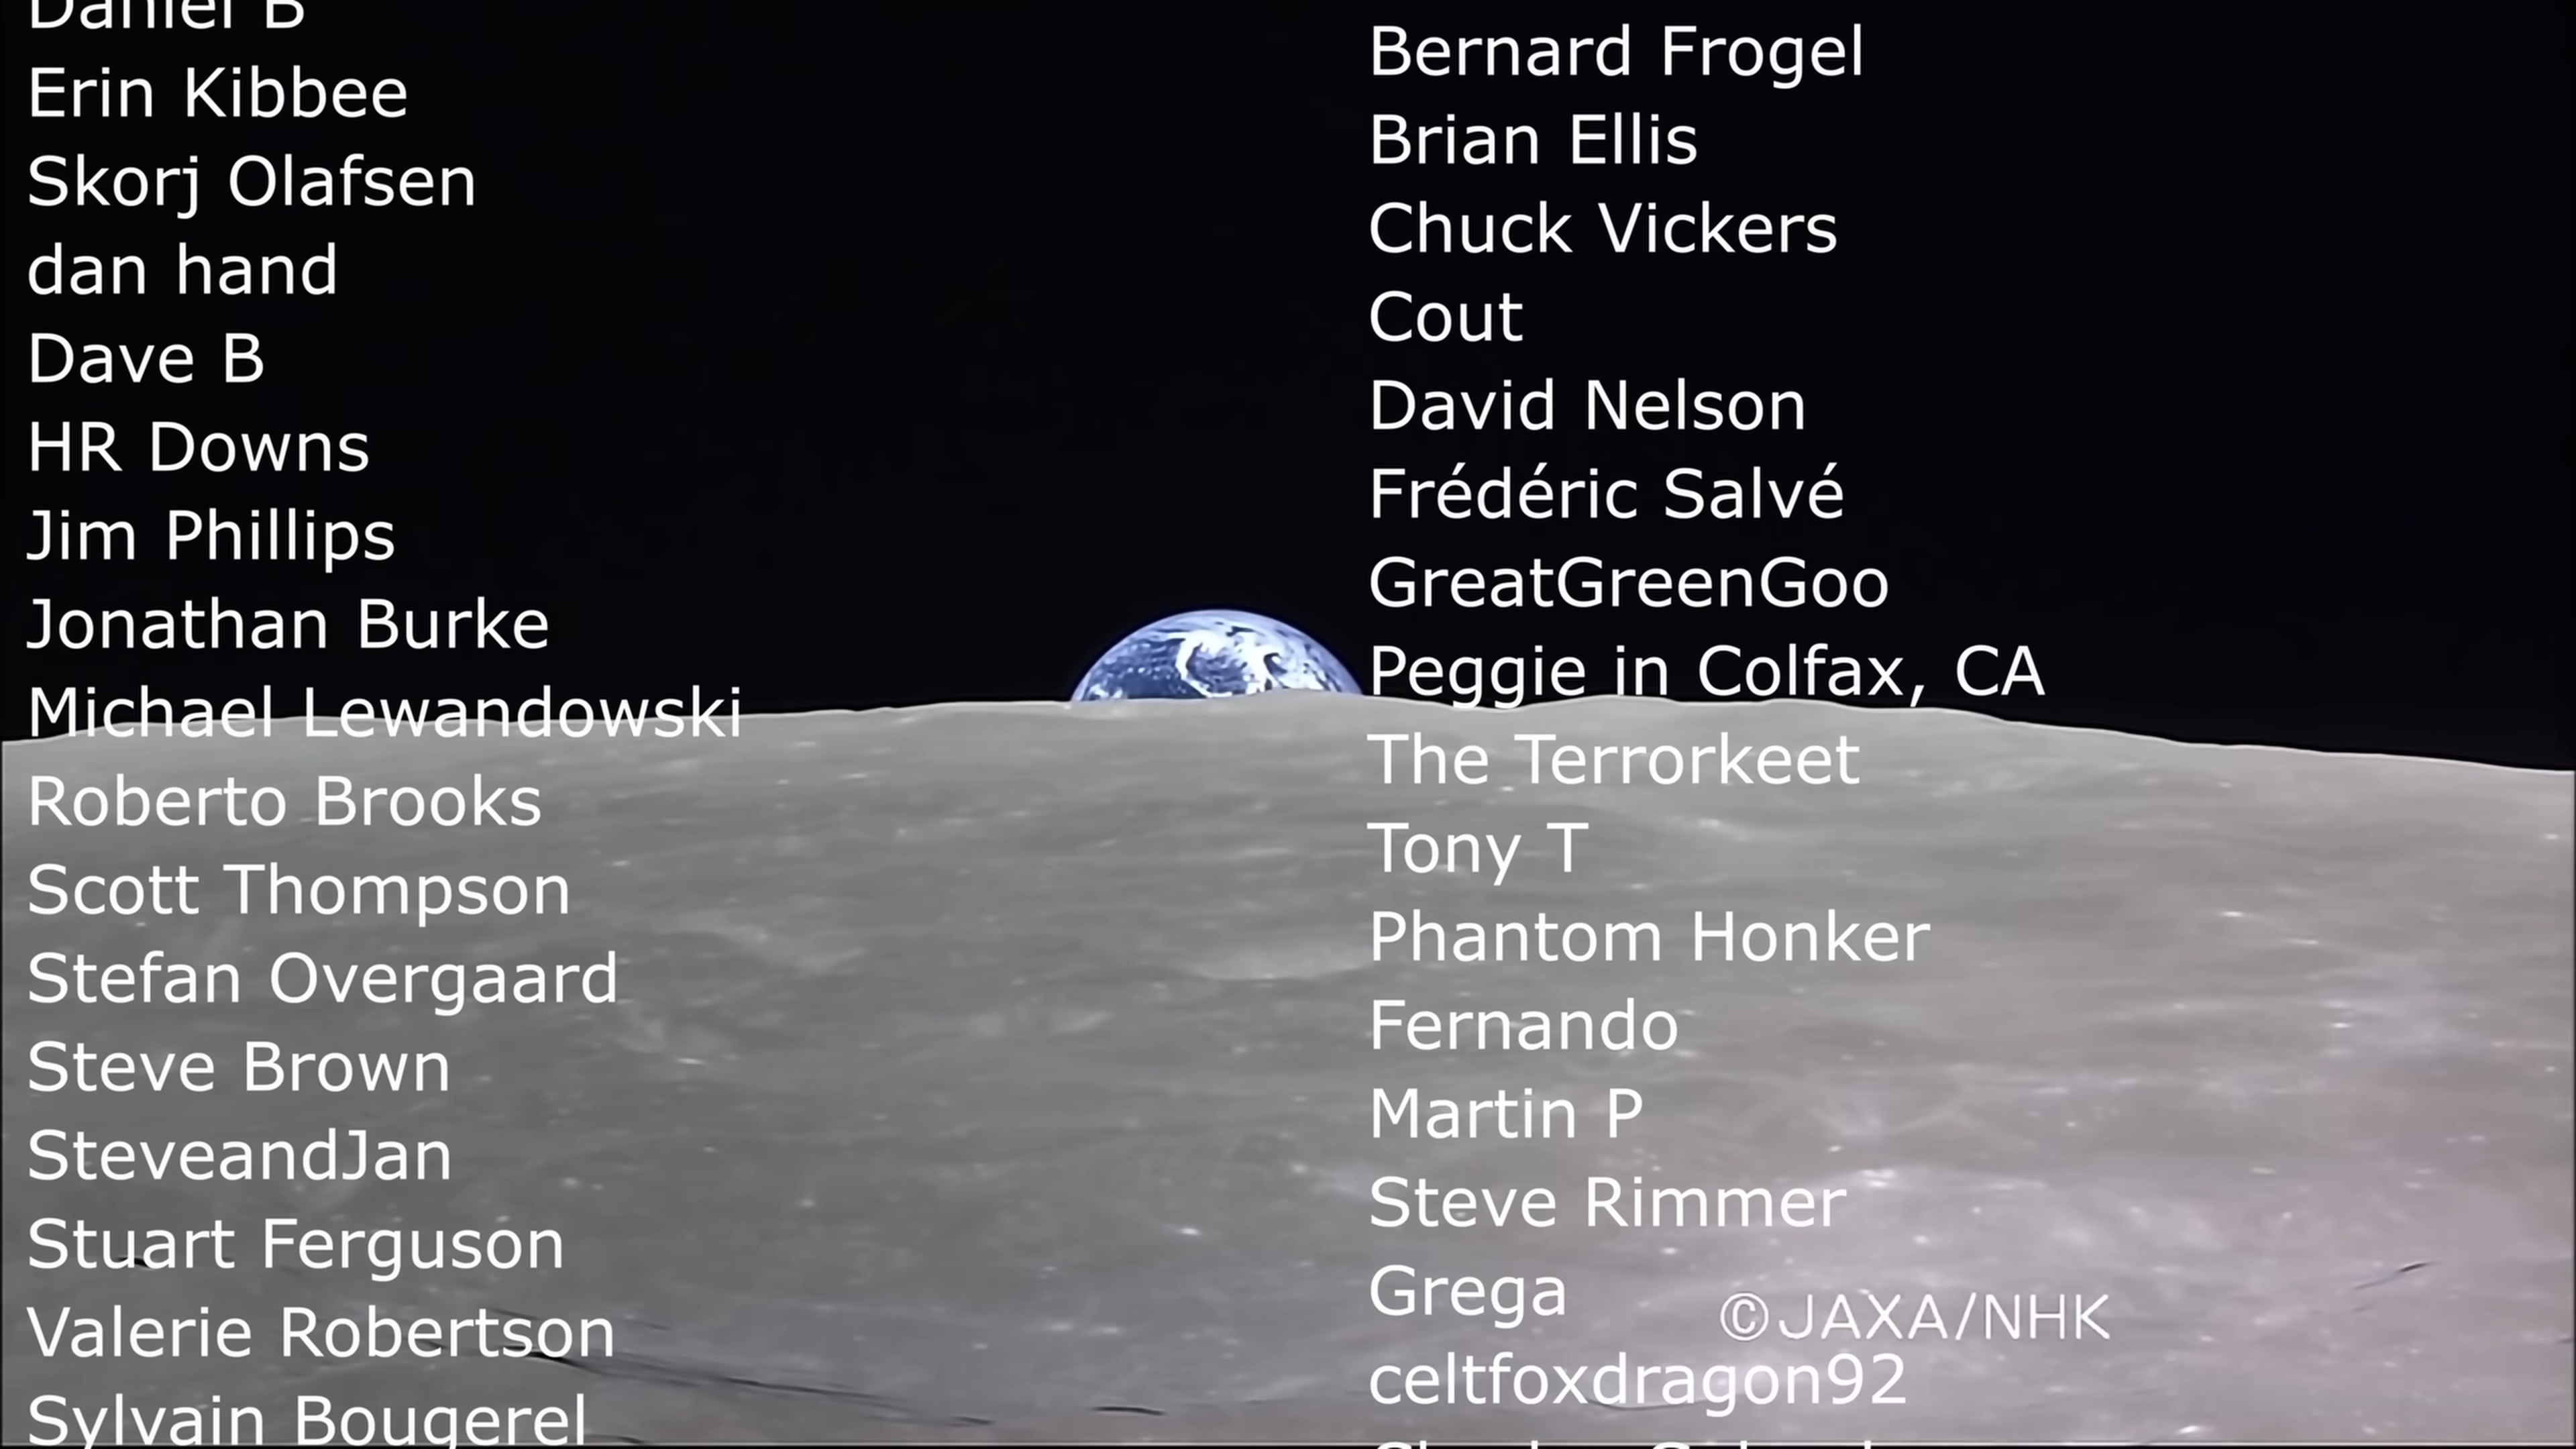 Daniel B
Erin Kibbee
Skorj Olafsen
dan hand
Dave B
HR Downs
Jim Phillips
Jonathan Burke
Michael Lewandowski
Roberto Brooks
Scott Thompson
Stefan Overgaard
Steve Brown
SteveandJan
Stuart Ferguson
Valerie Robertson
Sylvain Bougerel
Bernard Frogel
Brian Ellis
Chuck Vickers
Cout
David Nelson
Frédéric Salvé
GreatGreenGoo
Peggie in Colfax, CA
The Terrorkeet
Tony T
Phantom Honker
Fernando
Martin P
Steve Rimmer
Grega
©JAXA/NHK
celtfoxdragon92